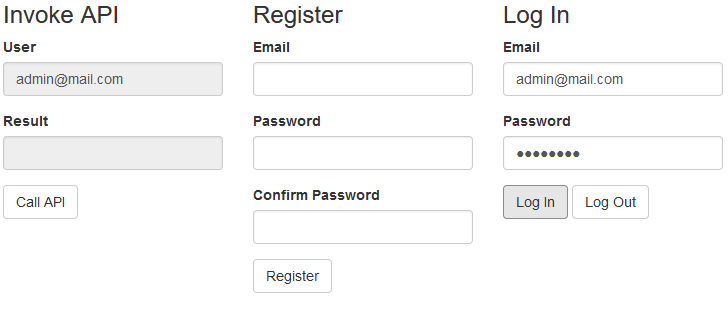 Invoke API
User
admin@mail.com
Result
Call API
Register
Email
Password
Confirm Password
Register
Log In
Email
admin@mail.com
Password
●●●●●●●●
Log In
Log Out